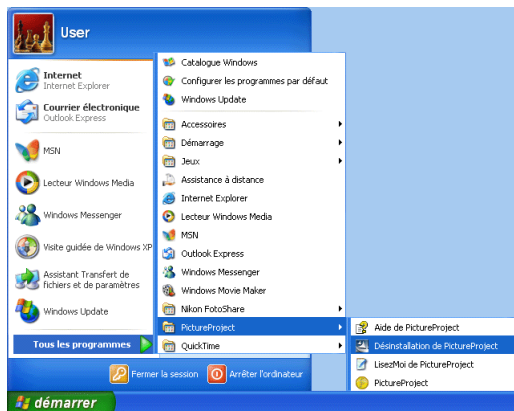 User
Internet
Internet Explorer
Courrier électronique
Outlook Express
MSN
Lecteur Windows Media
Windows Messenger
Visite guidée de Windows XP
Assistant Transfert de
fichiers et de paramètres
Windows Update
Tous les programmes
Catalogue Windows
Configurer les programmes par défaut
Windows Update
Accessoires
Démarrage
Jeux
Assistance à distance
Internet Explorer
Lecteur Windows Media
MSN
Outlook Express
Windows Messenger
Windows Movie Maker
Nikon FotoShare
PictureProject
QuickTime
Aide de PictureProject
Désinstallation de PictureProject
LisezMoi de PictureProject
PictureProject
Fermer la session
Arrêter l'ordinateur
démarrer